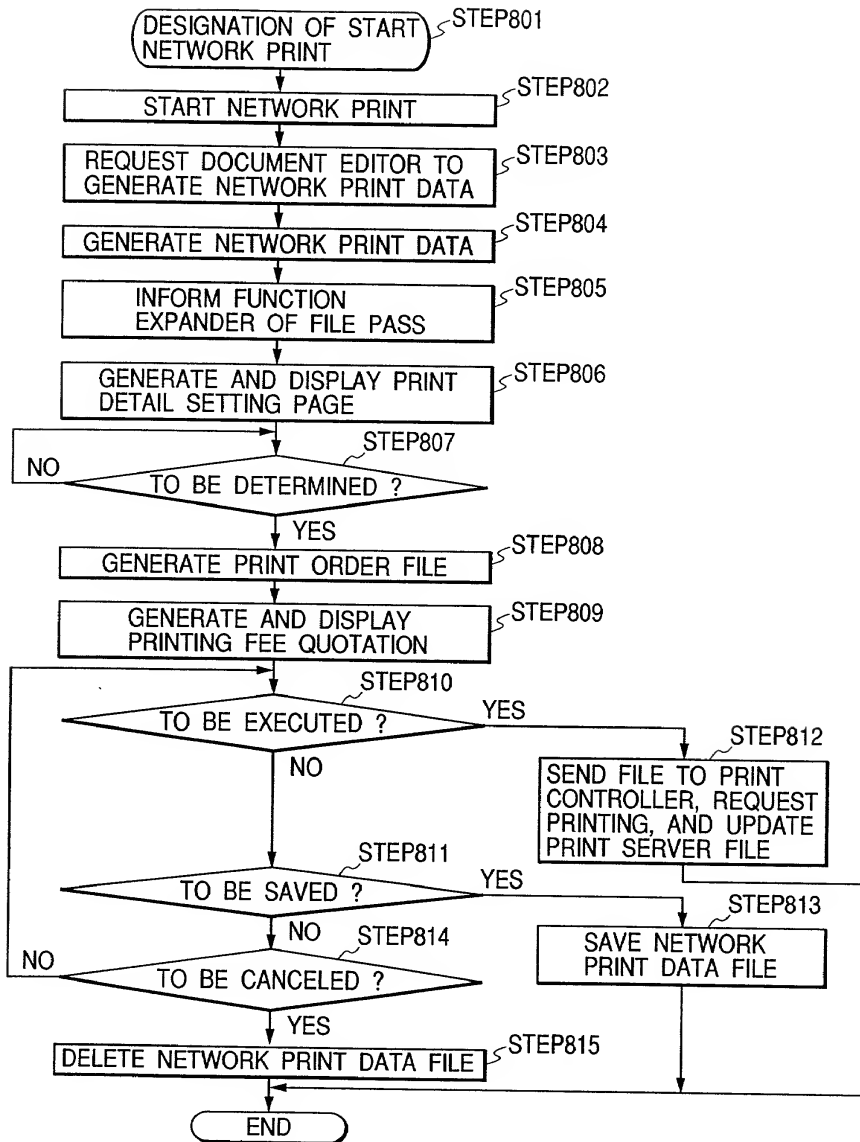 DESIGNATION OF START
NETWORK PRINT
STEP801
START NETWORK PRINT
STEP802
REQUEST DOCUMENT EDITOR TO
GENERATE NETWORK PRINT DATA
STEP803
GENERATE NETWORK PRINT DATA
STEP804
INFORM FUNCTION
EXPANDER OF FILE PASS
STEP805
GENERATE AND DISPLAY PRINT
DETAIL SETTING PAGE
STEP806
STEP807
NO
TO BE DETERMINED ?
YES
GENERATE PRINT ORDER FILE
STEP808
GENERATE AND DISPLAY
PRINTING FEE QUOTATION
STEP809
STEP810
TO BE EXECUTED ?
YES
NO
STEP812
SEND FILE TO PRINT
CONTROLLER, REQUEST
PRINTING, AND UPDATE
PRINT SERVER FILE
STEP811
TO BE SAVED ?
YES
NO
STEP813
SAVE NETWORK
PRINT DATA FILE
STEP814
NO
TO BE CANCELED ?
YES
DELETE NETWORK PRINT DATA FILE
STEP815
END